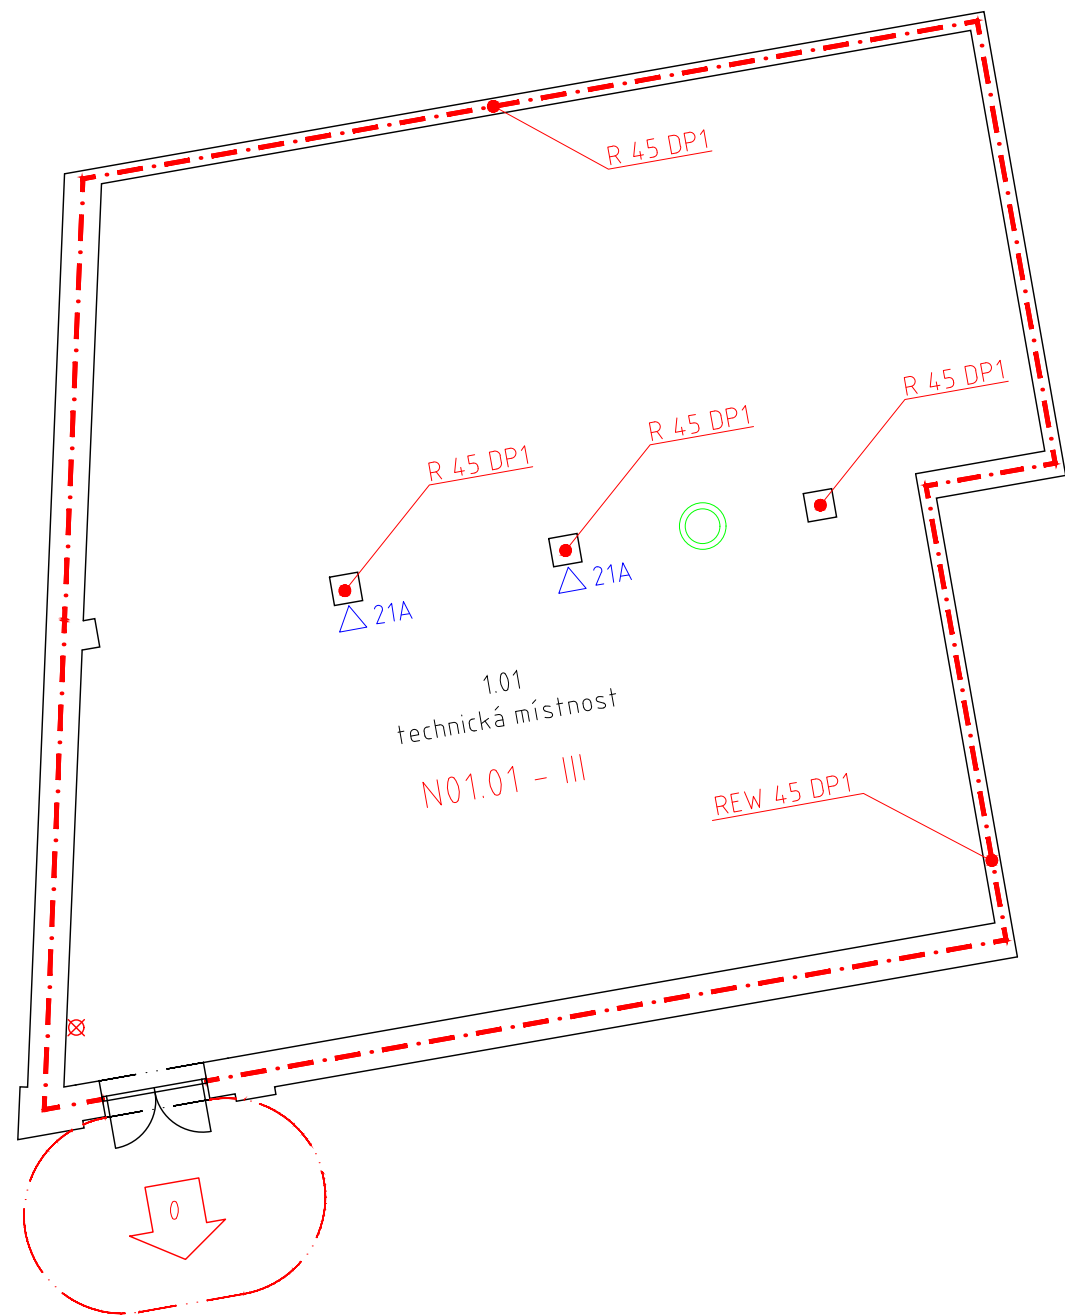 R 45 DP1
R 45 DP1
R 45 DP1
R 45 DP1
21A
21A
1.01
technická místnost
N01.01 - III
REW 45 DP1
0